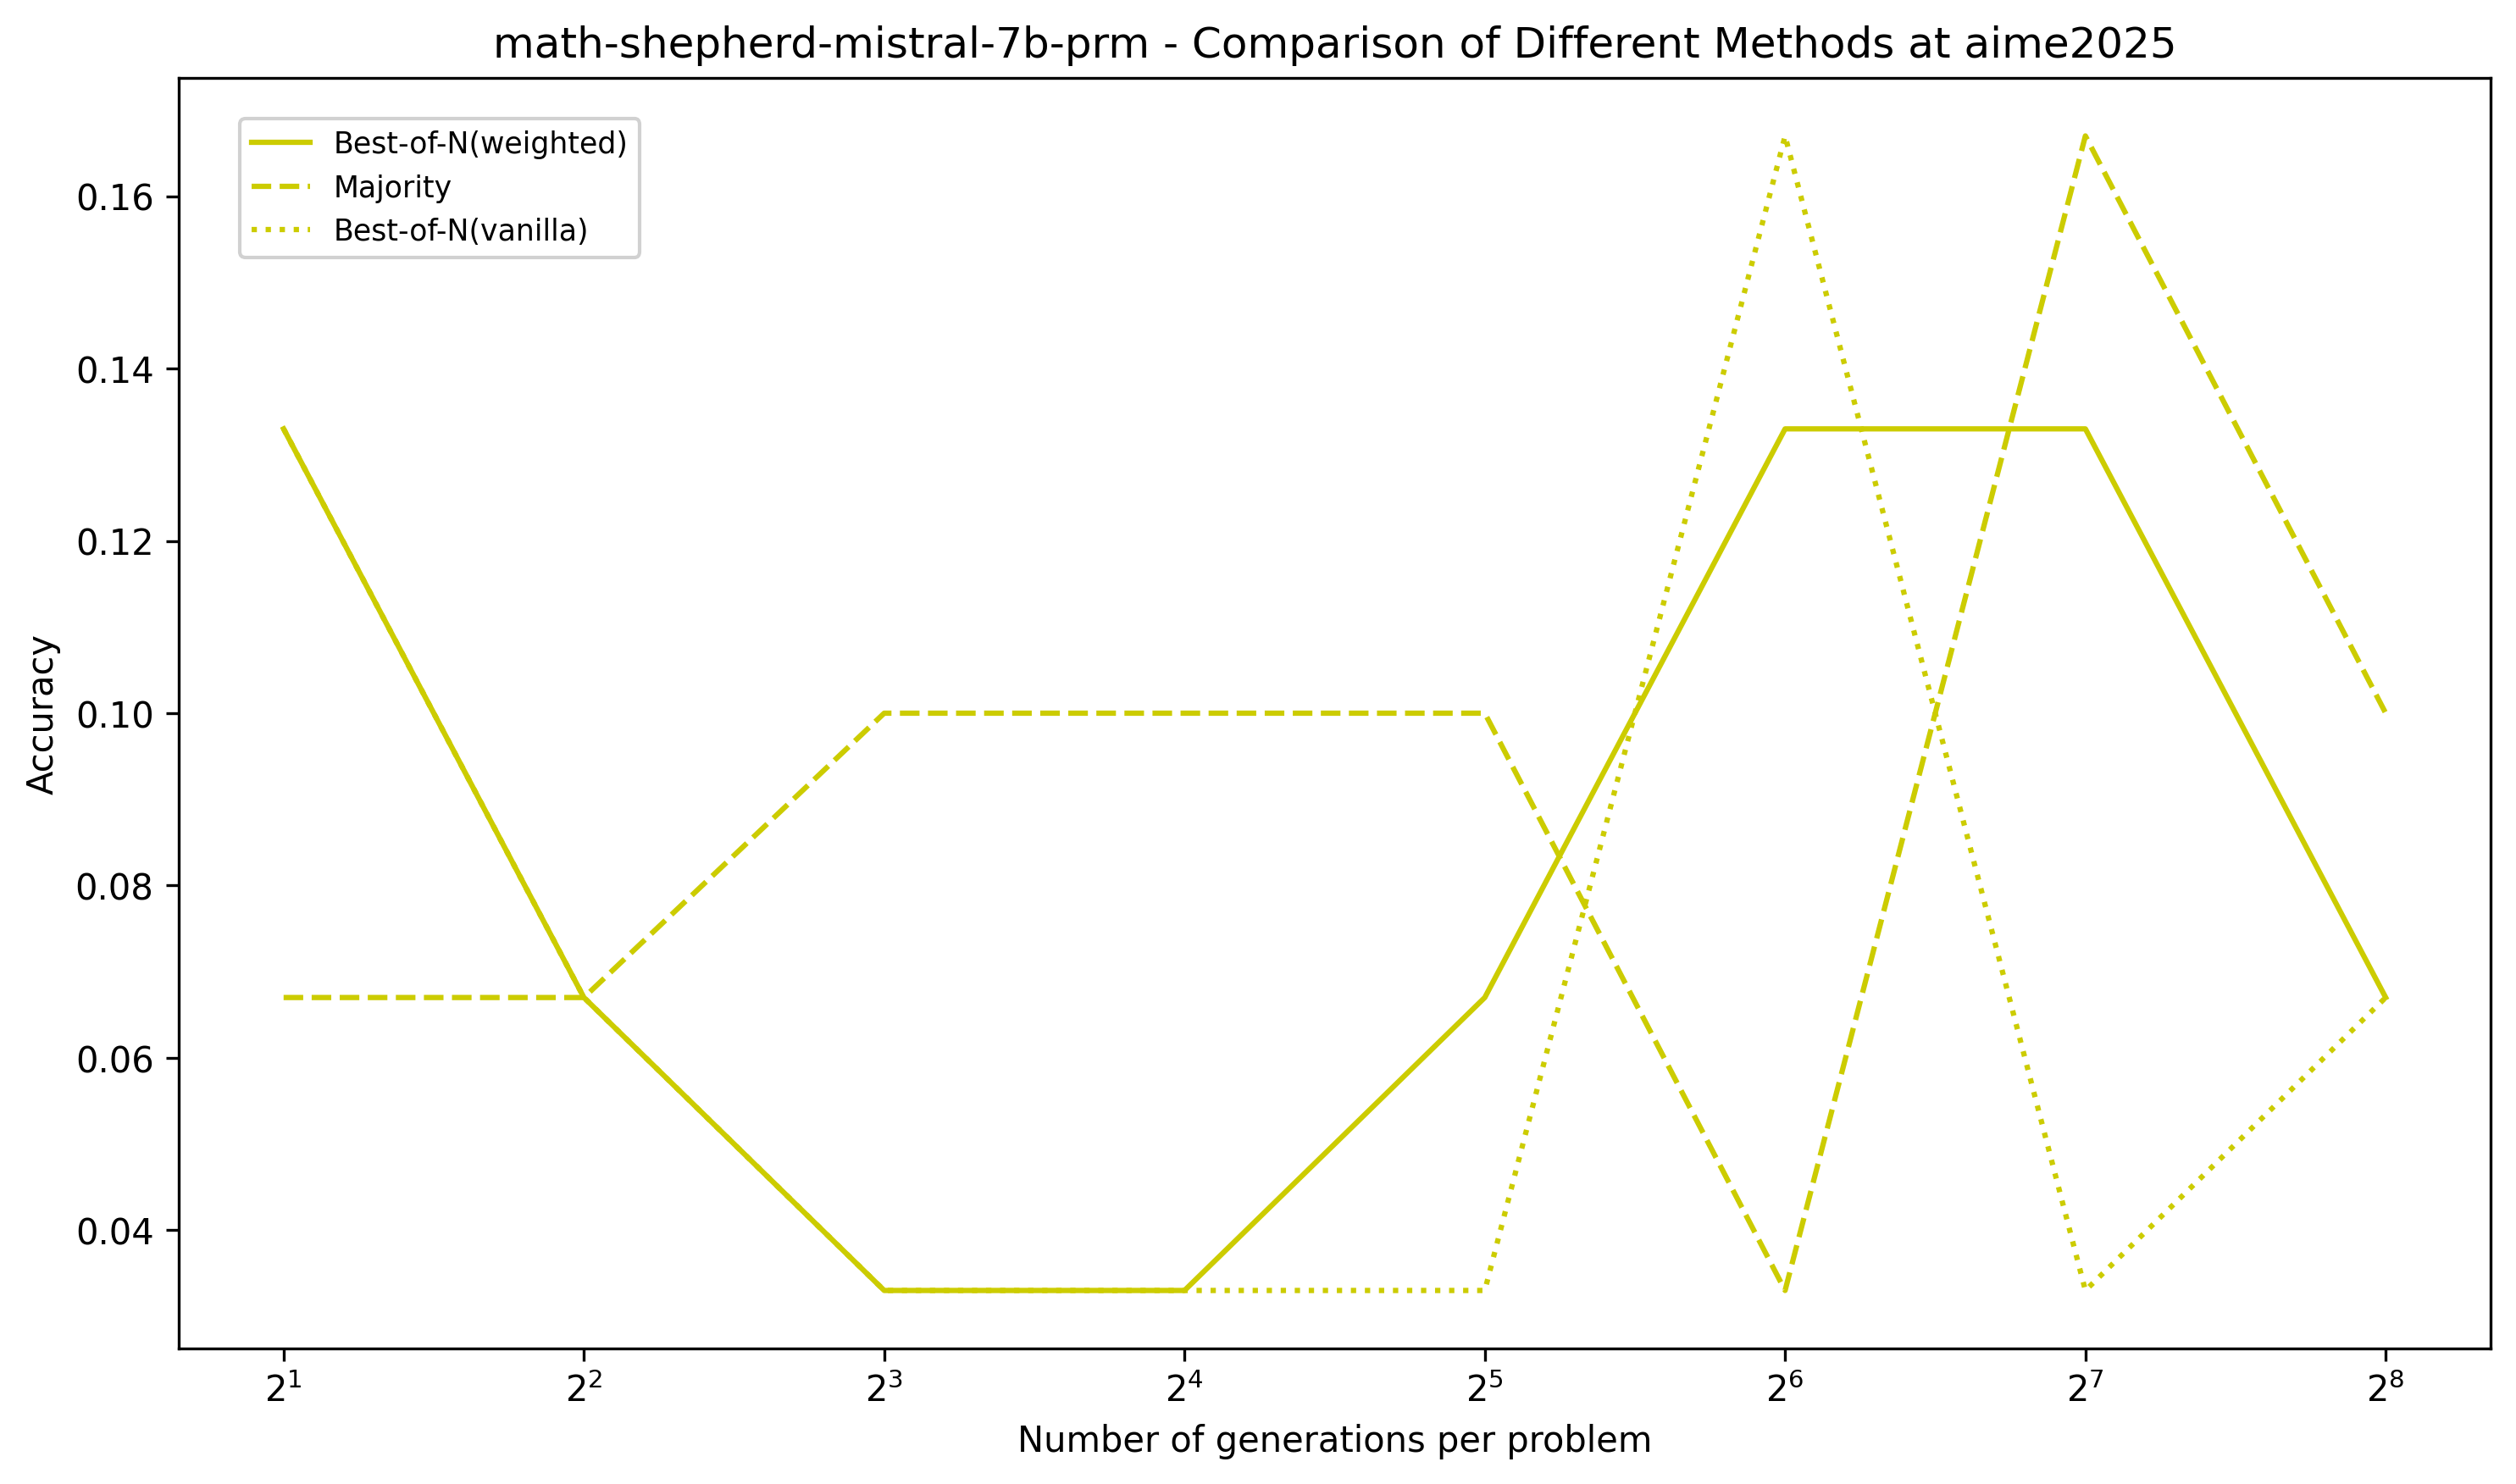 math-shepherd-mistral-7b-prm - Comparison of Different Methods at aime2025
Best-of-N(weighted)
Majority
Best-of-N(vanilla)
Accuracy
0.16
0.14
0.12
0.10
0.08
0.06
0.04
2¹ 2² 2³ 2⁴ 2⁵ 2⁶ 2⁷ 2⁸
Number of generations per problem